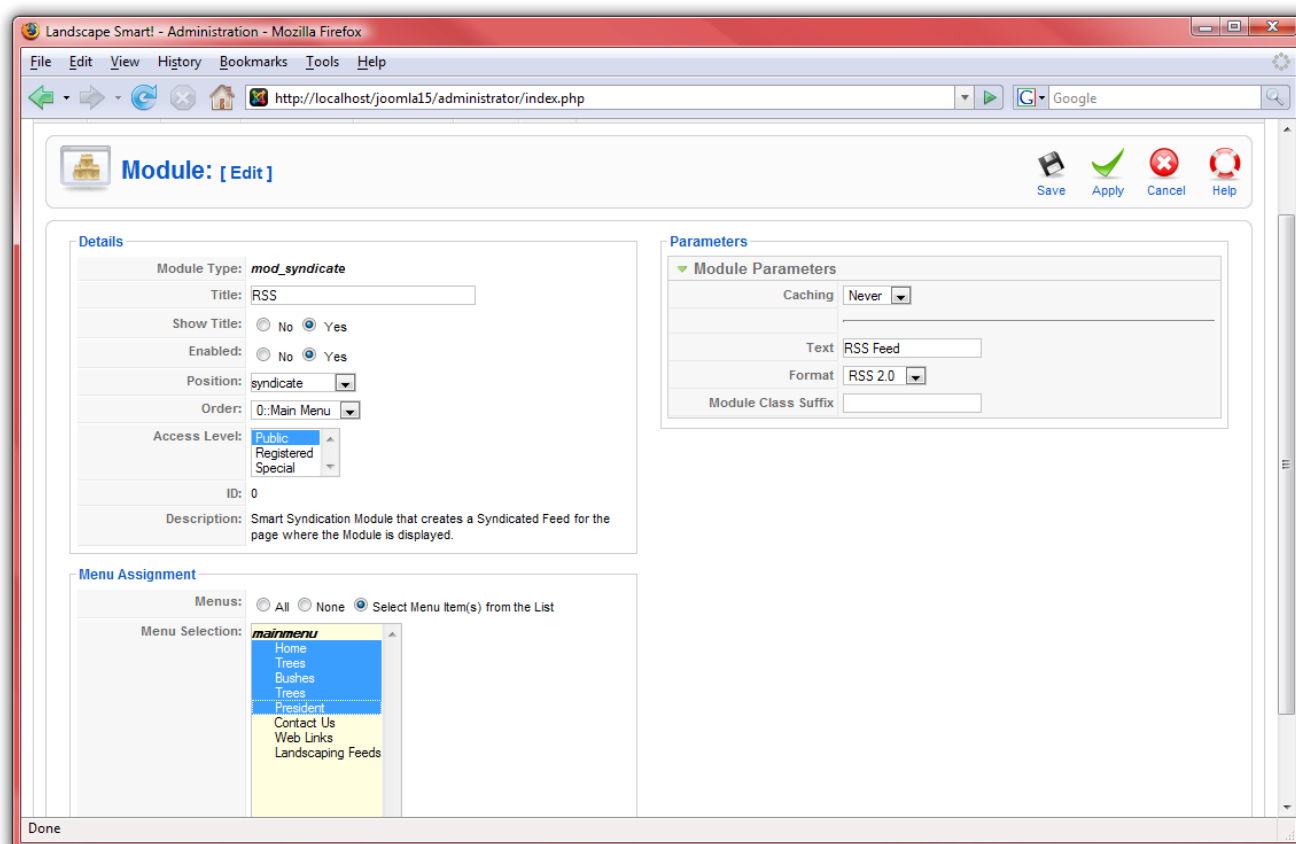 Landscape Smart! - Administration - Mozilla Firefox
File Edit View History Bookmarks Tools Help
http://localhost/joomla15/administrator/index.php
Google
Module: [ Edit ]
Save Apply Cancel Help
Details
Module Type: mod_syndicate
Title: RSS
Show Title: No Yes
Enabled: No Yes
Position: syndicate
Order: 0::Main Menu
Access Level: Public
Registered
Special
ID: 0
Description: Smart Syndication Module that creates a Syndicated Feed for the
page where the Module is displayed.
Parameters
Module Parameters
Caching Never
Text RSS Feed
Format RSS 2.0
Module Class Suffix
Menu Assignment
Menus: All None Select Menu Item(s) from the List
Menu Selection: mainmenu
Home
Trees
Bushes
Trees
President
Contact Us
Web Links
Landscaping Feeds
Done